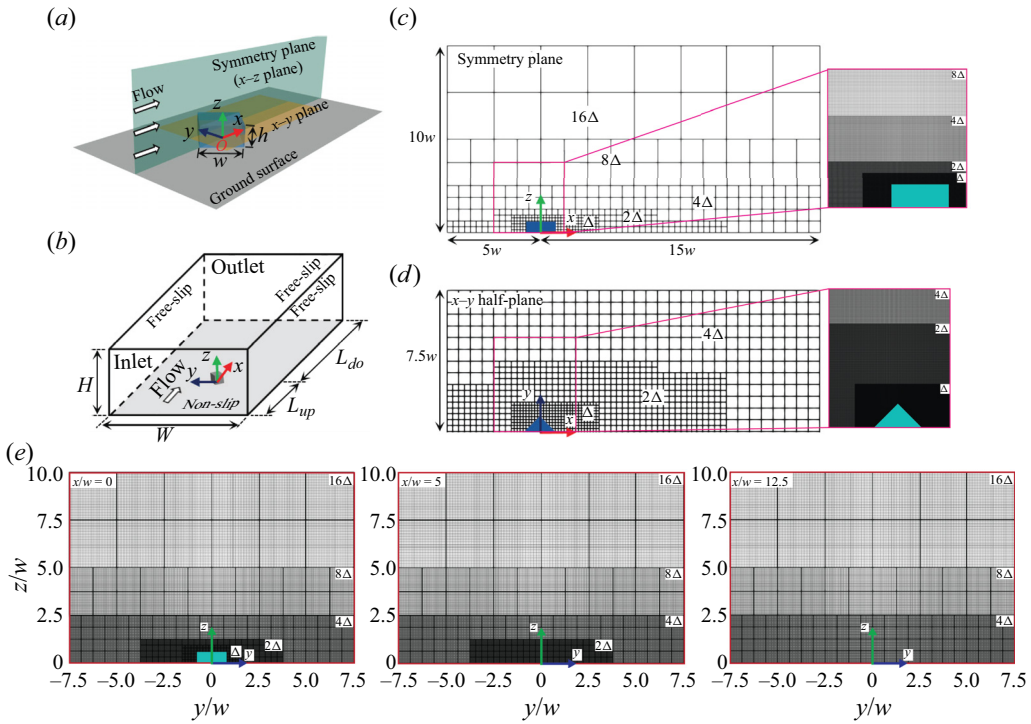 (a)
Symmetry plane
(x–z plane)
Flow
z
x
y
x–y plane
O
h
w
Ground surface
(b)
Outlet
Free-slip
Free-slip
Free-slip
Inlet
z
x
y
Flow
Non-slip
H
W
L_do
L_up
(c)
Symmetry plane
10w
16Δ
8Δ
4Δ
2Δ
Δ
z
x
5w
15w
8Δ
4Δ
2Δ
Δ
(d)
x–y half-plane
7.5w
4Δ
2Δ
Δ
y
x
4Δ
2Δ
Δ
(e)
10.0
7.5
5.0
2.5
0
z/w
x/w = 0
16Δ
8Δ
4Δ
2Δ
Δ
z
y
−7.5 −5.0 −2.5 0 2.5 5.0 7.5
y/w
x/w = 5
16Δ
8Δ
4Δ
2Δ
z
y
−7.5 −5.0 −2.5 0 2.5 5.0 7.5
y/w
x/w = 12.5
16Δ
8Δ
4Δ
z
y
−7.5 −5.0 −2.5 0 2.5 5.0 7.5
y/w